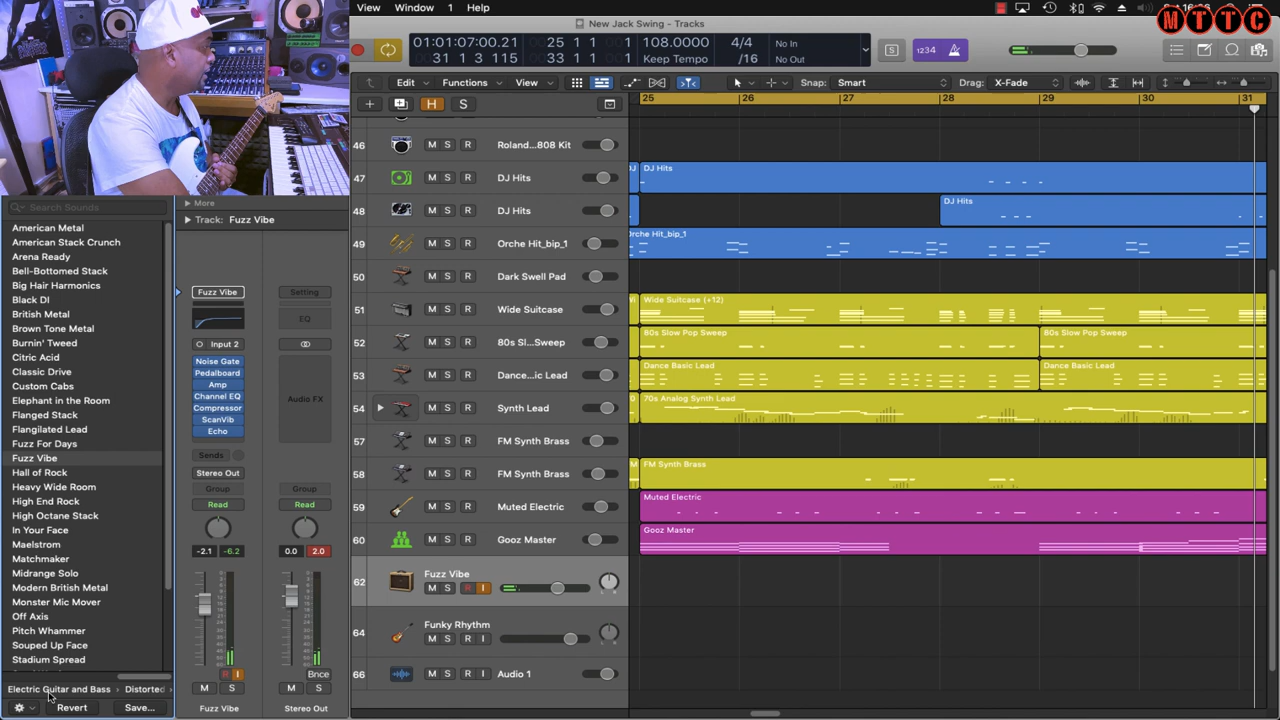 View Window 1 Help
MTTC
New Jack Swing - Tracks
01:01:07:00.21 25 1 1 1 108.0000 4/4 No In
31 4 115 33 1 1 1 Keep Tempo /16 No Out
S 1234
Edit Functions View Snap: Smart Drag: X-Fade
H S 25 26 27 28 29 30 31
46 M S R Roland...808 Kit
47 M S R DJ Hits DJ Hits
Search Sounds More
48 M S R DJ Hits DJ Hits
Track: Fuzz Vibe
American Metal
American Stack Crunch
49 M S R Orche Hit_bip_1 Orche Hit_bip_1
Arena Ready
Bell-Bottomed Stack
50 M S R Dark Swell Pad
Big Hair Harmonics
Fuzz Vibe Setting
Black DI
51 M S R Wide Suitcase Wide Suitcase (+12)
British Metal
EQ
Brown Tone Metal
52 M S R 80s Sl...Sweep 80s Slow Pop Sweep 80s Slow Pop Sweep
Burnin' Tweed
Input 2
Citric Acid
Noise Gate
Classic Drive
Pedalboard
53 M S R Dance...ic Lead Dance Basic Lead Dance Basic Lead
Custom Cabs
Amp
Elephant in the Room
Channel EQ
Audio FX
Flanged Stack
Compressor
54 M S R Synth Lead 70s Analog Synth Lead
Flangilated Lead
ScanVib
Echo
Fuzz For Days
57 M S R FM Synth Brass
Fuzz Vibe
Sends
Hall of Rock
Stereo Out
58 M S R FM Synth Brass FM Synth Brass
Heavy Wide Room
Group Group
High End Rock
Read Read
59 M S R Muted Electric Muted Electric
High Octane Stack
In Your Face
60 M S R Gooz Master Gooz Master
Maelstrom
-2.1 -6.2 0.0 2.0
Matchmaker
Midrange Solo
Fuzz Vibe
62 M S R I L R
Modern British Metal
Monster Mic Mover
Off Axis
Funky Rhythm
Pitch Whammer
64 M S R I L R
Souped Up Face
Stadium Spread
66 M S R I Audio 1
R I Bnce
Electric Guitar and Bass › Distorted ›
M S M S
Revert Save...
Fuzz Vibe Stereo Out